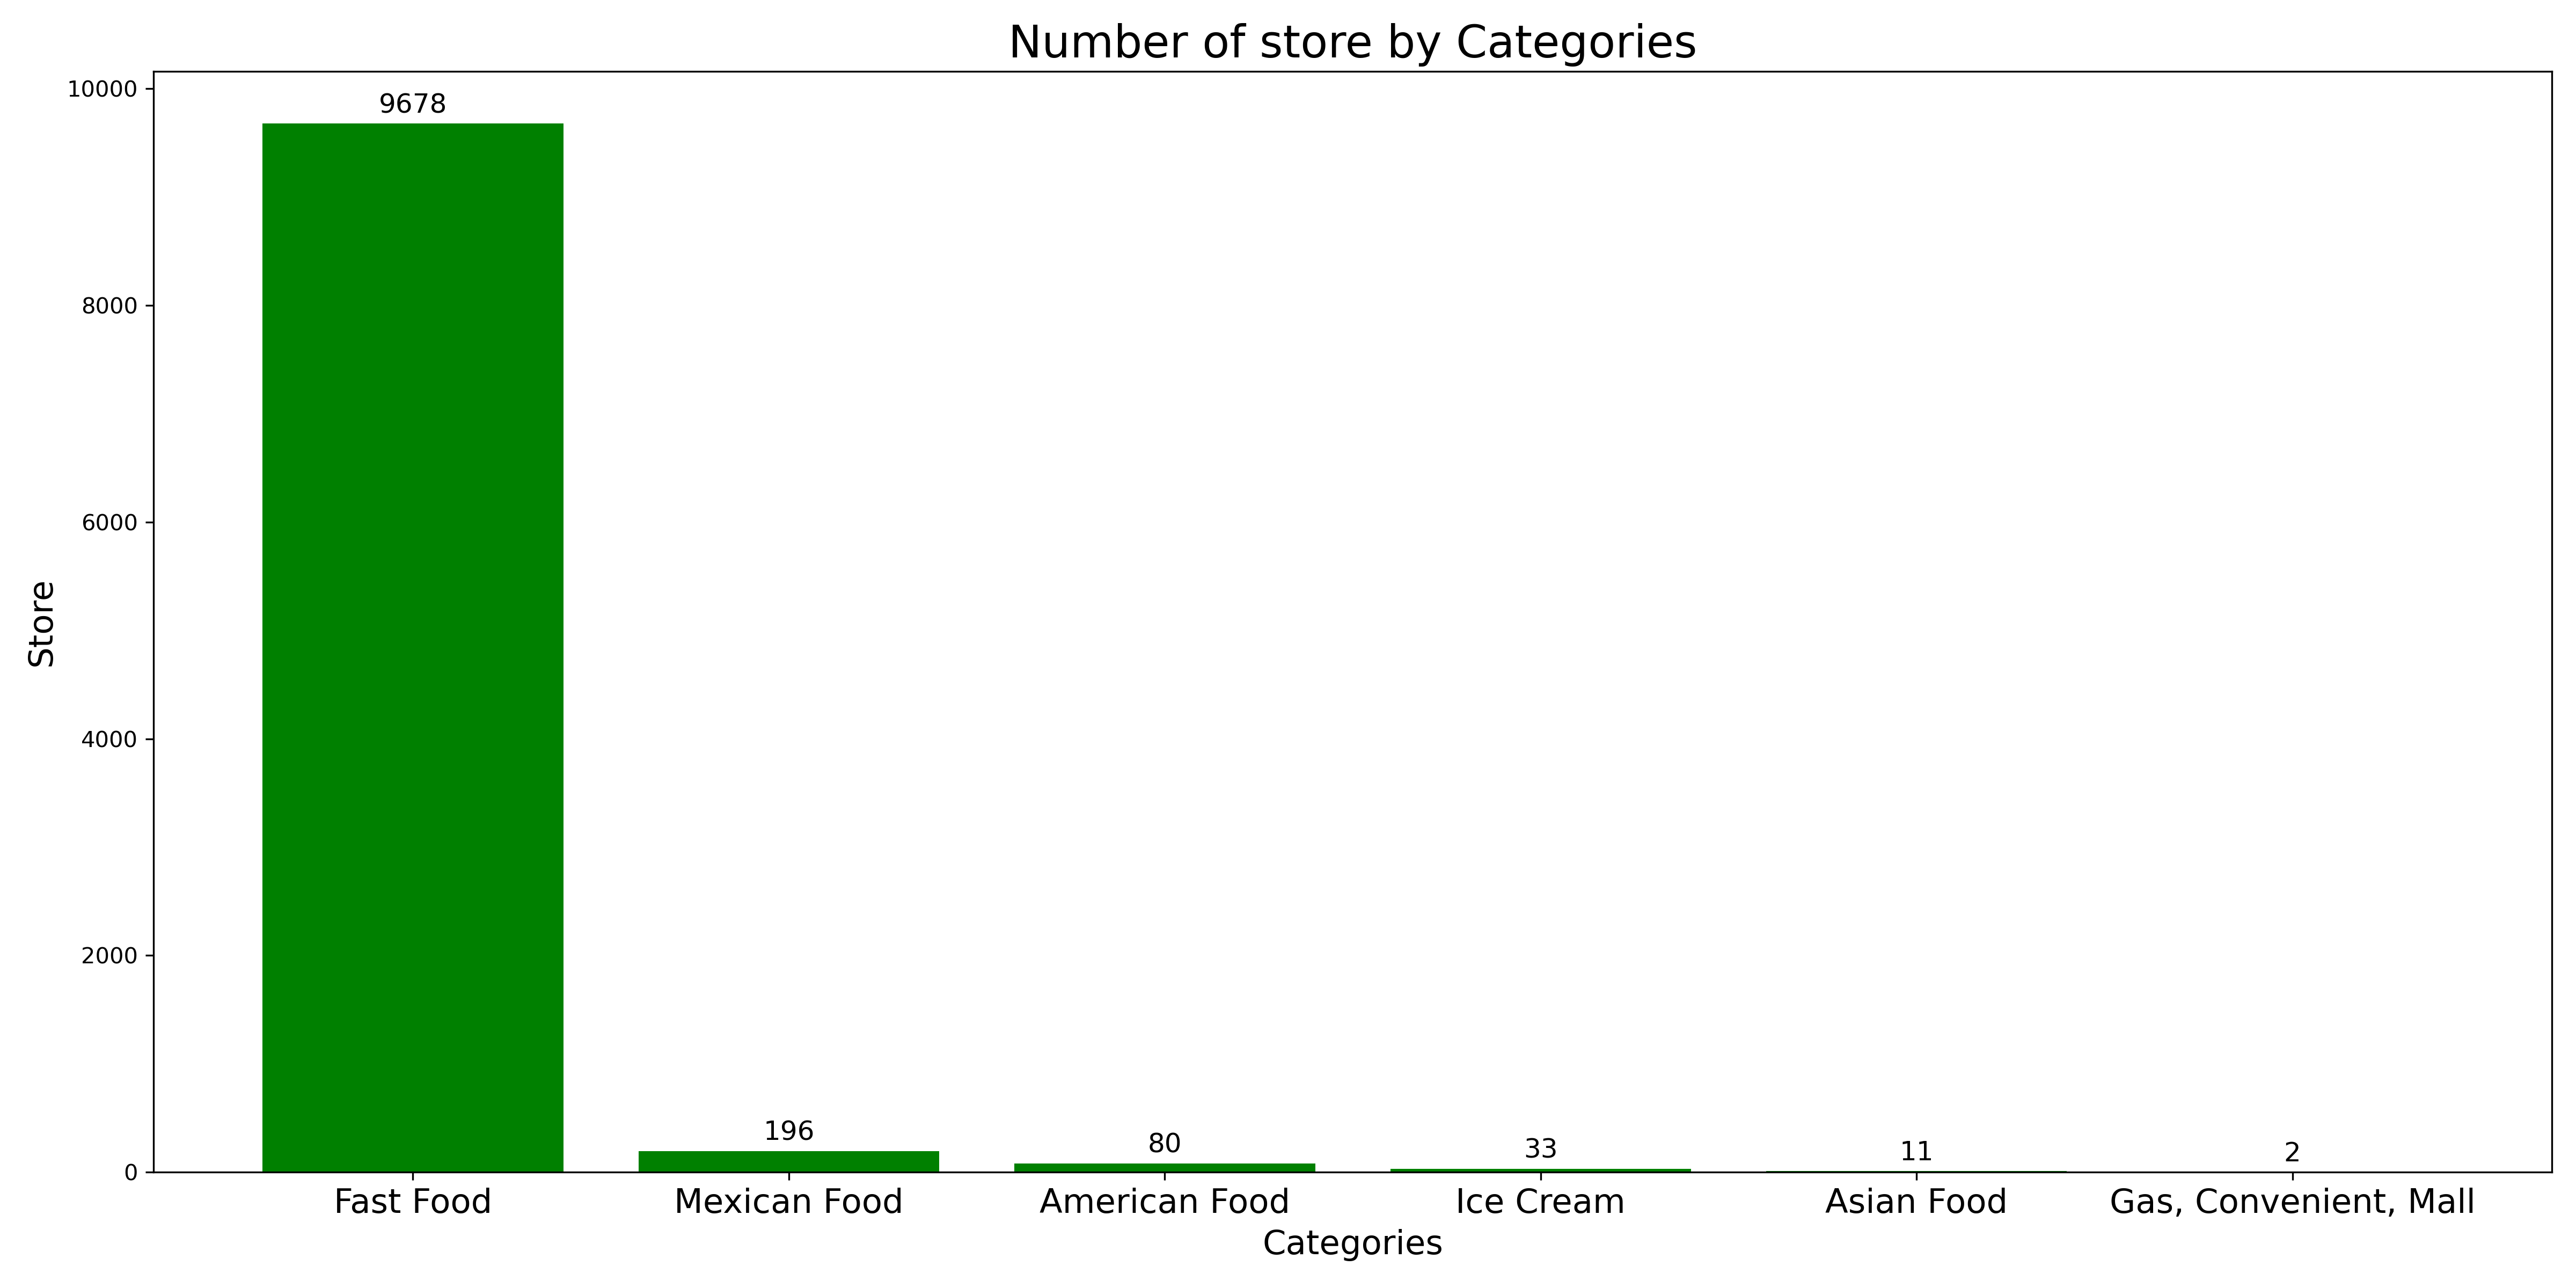 Number of store by Categories
10000
8000
6000
4000
2000
0
Store
9678
196
80
33
11
2
Fast Food
Mexican Food
American Food
Ice Cream
Asian Food
Gas, Convenient, Mall
Categories